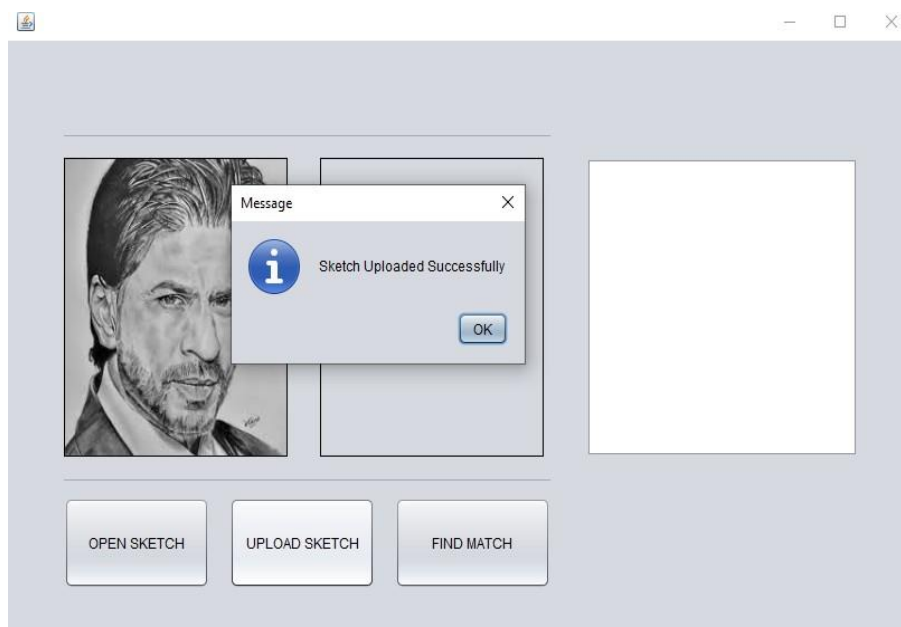 Message
Sketch Uploaded Successfully
OK
OPEN SKETCH
UPLOAD SKETCH
FIND MATCH